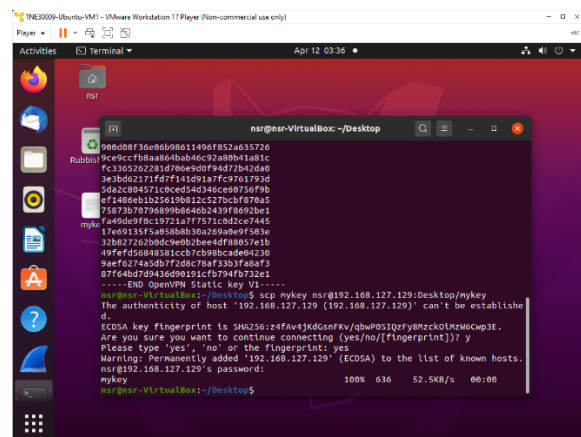 TNE30009-Ubuntu-VM1 - VMware Workstation 17 Player (Non-commercial use only)
Player
Activities
Terminal
Apr 12 03:36
nsr
nsr@nsr-VirtualBox: ~/Desktop
Rubbish
myke
900d08f36e06b98611496f852a635726
9ce9ccfb8aa864bab46c92a80b41a81c
fc3365262281d706e9d0f94d72b42da0
3e3bd62171fd7f141d91a7fc9761793d
5da2c804571c0ced54d346ce60756f9b
ef1486eb1b25619b812c527bcbf870a5
75873b70796899b8646b2439f8692be1
fa49de9f0c19721a7f7571c0d2ce7445
17e69135f5a058b8b30a269a0e9f503e
32b827262b0dc9e0b2bee4df88057e1b
49fefd56848581ccb7cb98bcade04230
9aef6274a5db7f2d8c78af33b3fa8af3
87f64bd7d9436d90191cfb794fb732e1
-----END OpenVPN Static key V1-----
nsr@nsr-VirtualBox:~/Desktop$ scp mykey nsr@192.168.127.129:Desktop/mykey
The authenticity of host '192.168.127.129 (192.168.127.129)' can't be establishe
d.
ECDSA key fingerprint is SHA256:z4fAv4jKdGsnFKv/qbwP0SIQzFy8MzckOiMzW6Cwp3E.
Are you sure you want to continue connecting (yes/no/[fingerprint])? y
Please type 'yes', 'no' or the fingerprint: yes
Warning: Permanently added '192.168.127.129' (ECDSA) to the list of known hosts.
nsr@192.168.127.129's password:
mykey 100% 636 52.5KB/s 00:00
nsr@nsr-VirtualBox:~/Desktop$